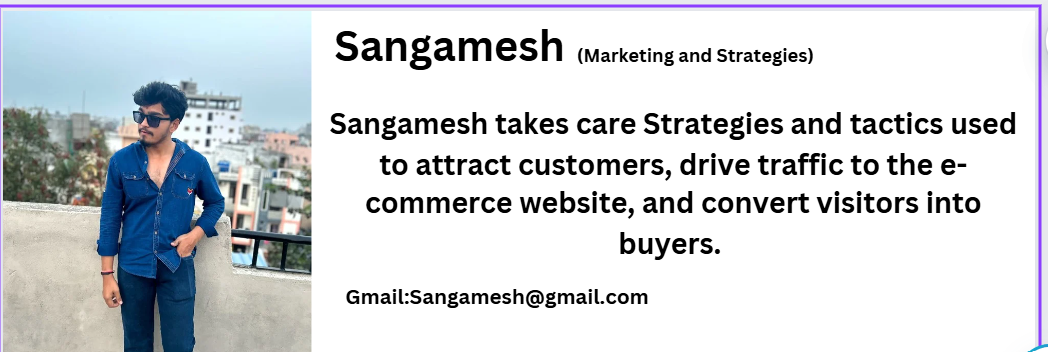 Sangamesh (Marketing and Strategies)
Sangamesh takes care Strategies and tactics used
to attract customers, drive traffic to the e-
commerce website, and convert visitors into
buyers.
Gmail:Sangamesh@gmail.com